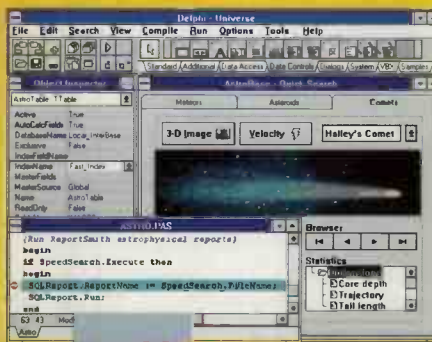 Delphi - Universe
File Edit Search View Compile Run Options Tools Help
Standard Additional Data Access Data Controls Dialogs System VBX Samples
Object Inspector
AstroTable: TTable
Active True
AutoCalcFields True
DatabaseName Local_InterBase
Exclusive False
IndexFieldName
IndexName Fast_Index
MasterFields
MasterSource Global
Name AstroTable
ReadOnly False
AstroBase - Quick Search
Meteors Asteroids Comets
3-D Image Velocity Halley's Comet
ASTRO.PAS
{Run ReportSmith astrophysical reports}
begin
if SpeedSearch.Execute then
begin
SQLReport.ReportName := SpeedSearch.FileName;
SQLReport.Run;
end
63 43
Astro
Browser
Statistics
Core depth
Trajectory
Tail length